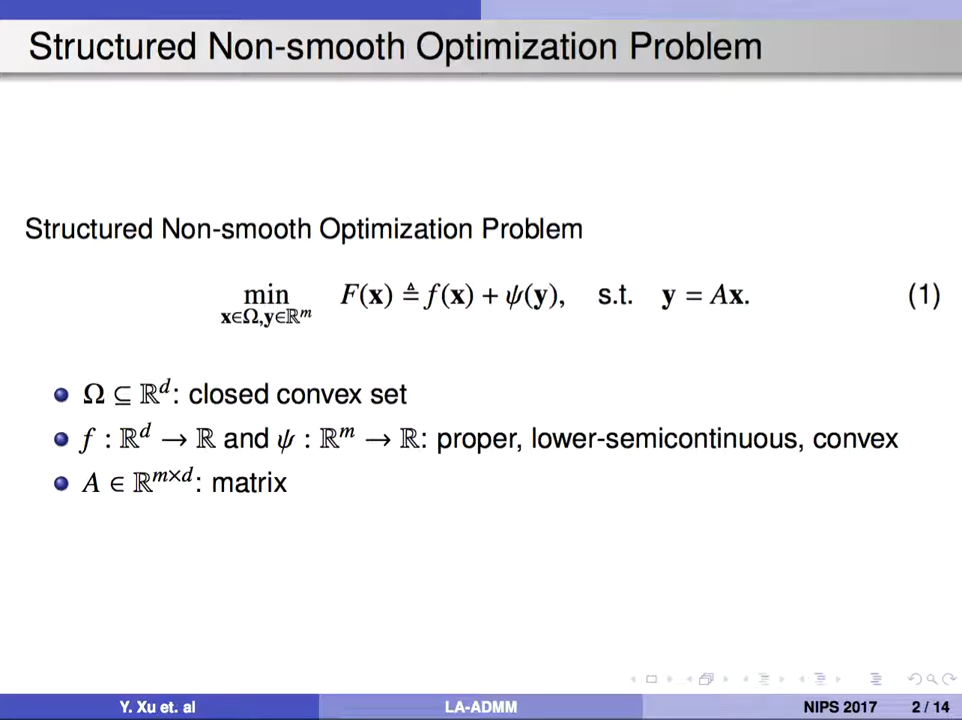 Structured Non-smooth Optimization Problem
Structured Non-smooth Optimization Problem
min F(x) ≜ f(x) + ψ(y), s.t. y = Ax. (1)
x∈Ω,y∈ℝᵐ
Ω ⊆ ℝᵈ: closed convex set
f : ℝᵈ → ℝ and ψ : ℝᵐ → ℝ: proper, lower-semicontinuous, convex
A ∈ ℝᵐˣᵈ: matrix
Y. Xu et. al LA-ADMM NIPS 2017 2 / 14